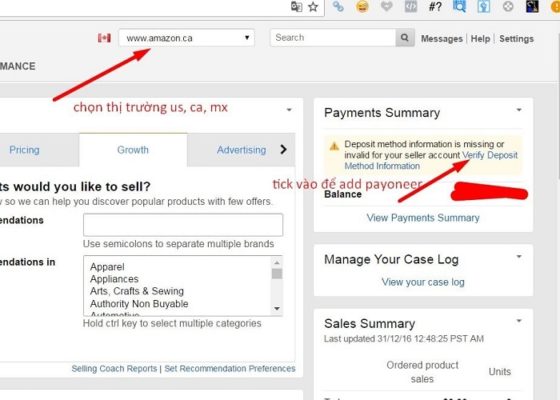 #?
www.amazon.ca
Search
Messages | Help | Settings
MANCE
chọn thị trường us, ca, mx
Pricing
Growth
Advertising
ts would you like to sell?
w so we can help you discover popular products with few offers.
endations
Use semicolons to separate multiple brands
endations in
Apparel
Appliances
Arts, Crafts & Sewing
Authority Non Buyable
Automotive
Hold ctrl key to select multiple categories
Selling Coach Reports | Set Recommendation Preferences
Payments Summary
Deposit method information is missing or
invalid for your seller account Verify Deposit
Method Information
tick vào để add payoneer
Balance
View Payments Summary
Manage Your Case Log
View your case log
Sales Summary
Last updated 31/12/16 12:48:25 PST AM
Ordered product
sales
Units